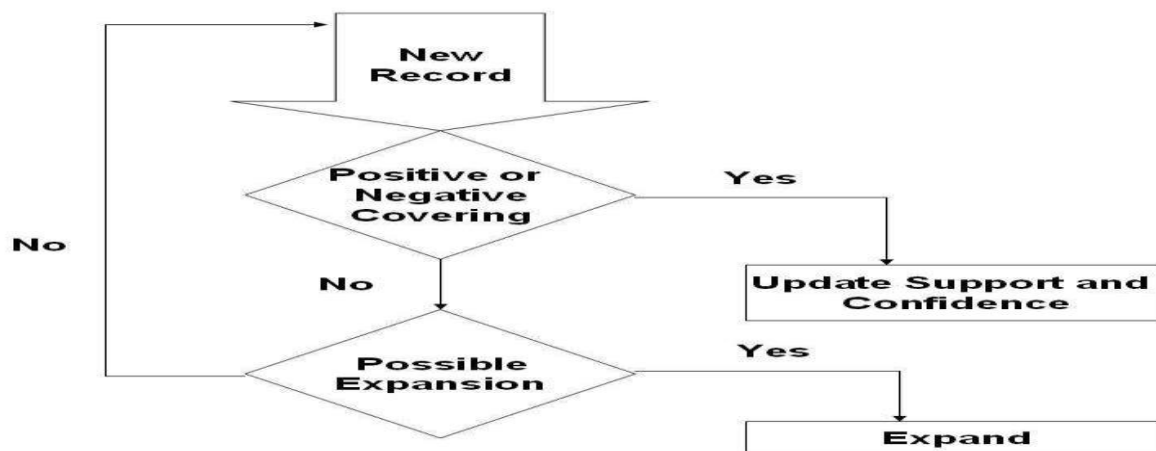 New
Record
Positive or
Negative
Covering
Yes
No
Update Support and
Confidence
No
Possible
Expansion
Yes
Expand